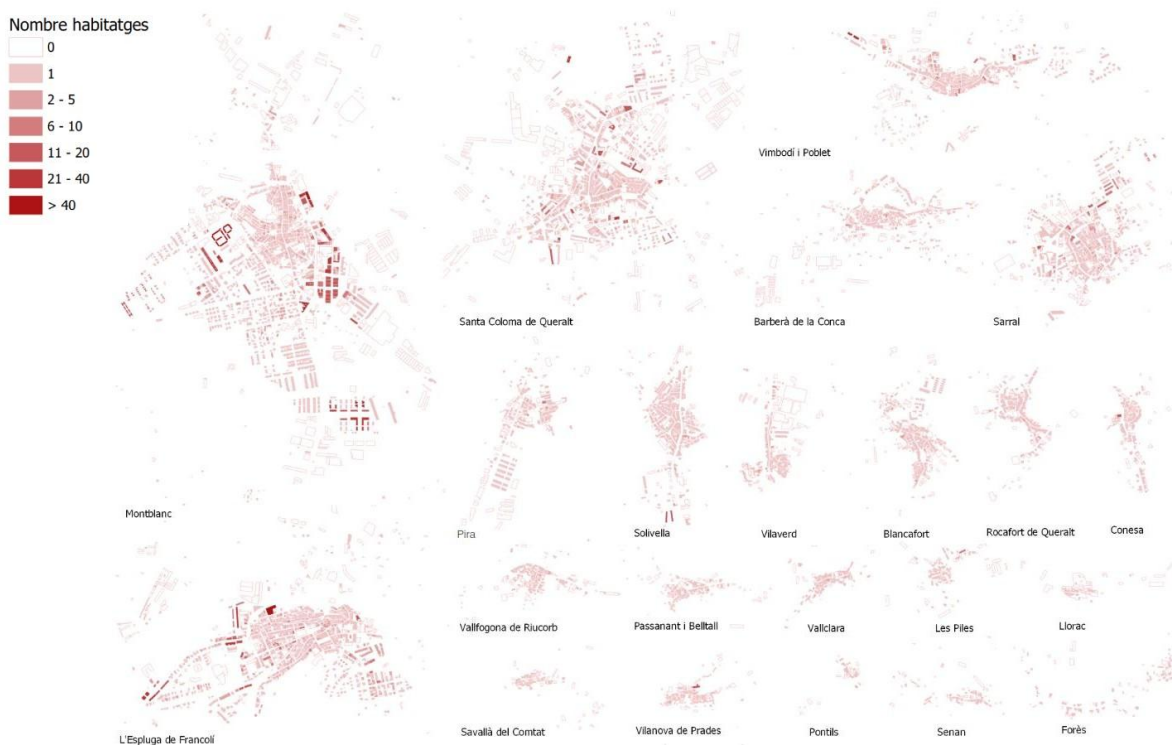 Nombre habitatges
0
1
2 - 5
6 - 10
11 - 20
21 - 40
> 40
Vimbodí i Poblet
Santa Coloma de Queralt
Barberà de la Conca
Sarral
Montblanc
Pira
Solivella
Vilaverd
Blancafort
Rocafort de Queralt
Conesa
Vallfogona de Riucorb
Passanant i Belltall
Vallclara
Les Piles
Llorac
L'Espluga de Francolí
Savallà del Comtat
Vilanova de Prades
Pontils
Senan
Forès